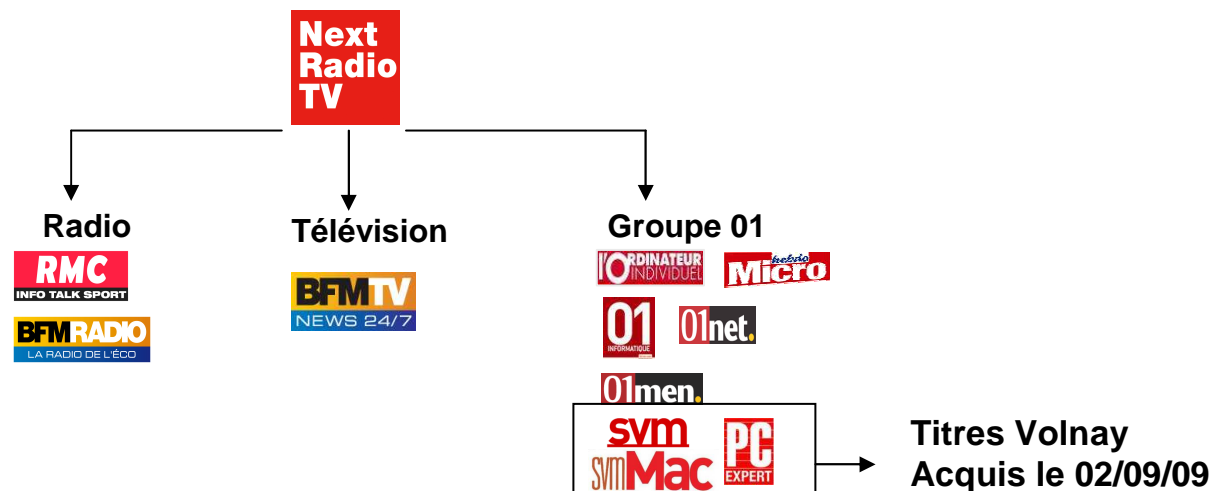 Next
Radio
TV
Radio
RMC
INFO TALK SPORT
BFM RADIO
LA RADIO DE L'ÉCO
Télévision
BFMTV
NEWS 24/7
Groupe 01
l'ORDINATEUR
INDIVIDUEL
hebdo
Micro
01
INFORMATIQUE
01net.
01men.
svm
svmMac
PC
EXPERT
Titres Volnay
Acquis le 02/09/09